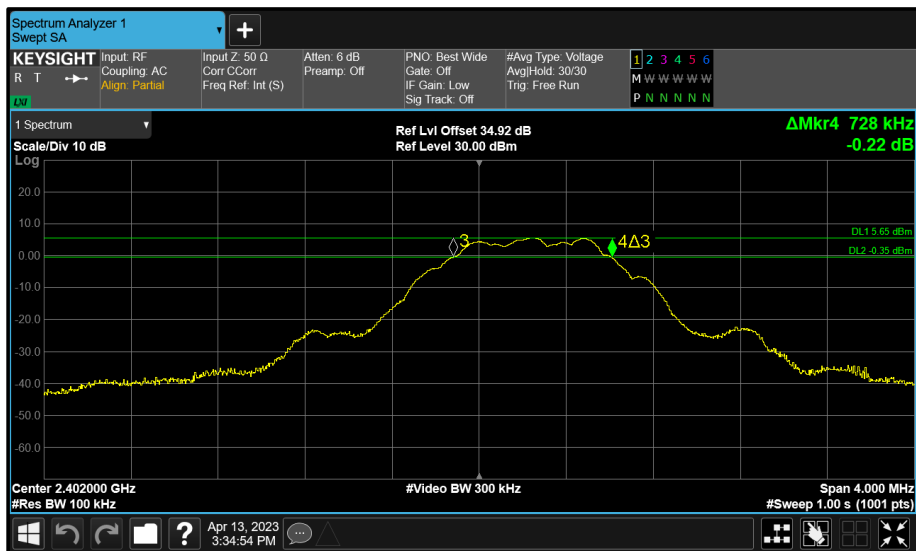 Spectrum Analyzer 1
Swept SA
KEYSIGHT
R T
LXI
Input: RF
Coupling: AC
Align: Partial
Input Z: 50 Ω
Corr CCorr
Freq Ref: Int (S)
Atten: 6 dB
Preamp: Off
PNO: Best Wide
Gate: Off
IF Gain: Low
Sig Track: Off
#Avg Type: Voltage
Avg|Hold: 30/30
Trig: Free Run
1 2 3 4 5 6
M W W W W W
P N N N N N
1 Spectrum
Scale/Div 10 dB
Ref Lvl Offset 34.92 dB
Ref Level 30.00 dBm
ΔMkr4 728 kHz
-0.22 dB
Log
20.0
10.0
0.00
-10.0
-20.0
-30.0
-40.0
-50.0
-60.0
3
4Δ3
DL1 5.65 dBm
DL2 -0.35 dBm
Center 2.402000 GHz
#Res BW 100 kHz
#Video BW 300 kHz
Span 4.000 MHz
#Sweep 1.00 s (1001 pts)
?
Apr 13, 2023
3:34:54 PM